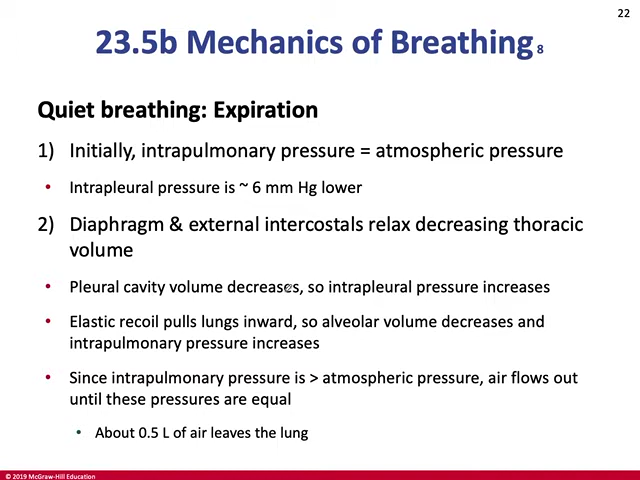 22
23.5b Mechanics of Breathing 8
Quiet breathing: Expiration
1) Initially, intrapulmonary pressure = atmospheric pressure
• Intrapleural pressure is ~ 6 mm Hg lower
2) Diaphragm & external intercostals relax decreasing thoracic
volume
• Pleural cavity volume decreases, so intrapleural pressure increases
• Elastic recoil pulls lungs inward, so alveolar volume decreases and
intrapulmonary pressure increases
• Since intrapulmonary pressure is > atmospheric pressure, air flows out
until these pressures are equal
• About 0.5 L of air leaves the lung
© 2019 McGraw-Hill Education